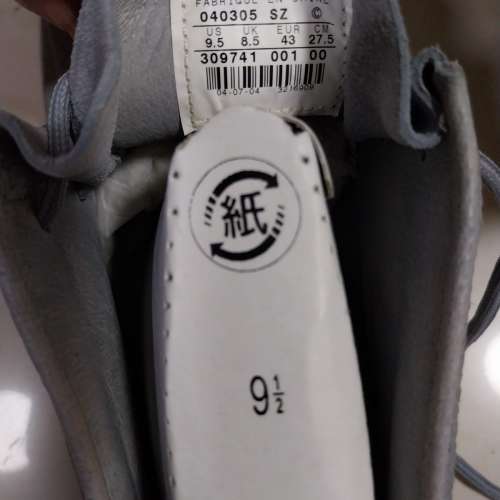 FABRIQUE EN CHINE
040305 SZ ©
US UK EUR CM
9.5 8.5 43 27.5
309741 001 00
04-07-04 3216909
紙
9½